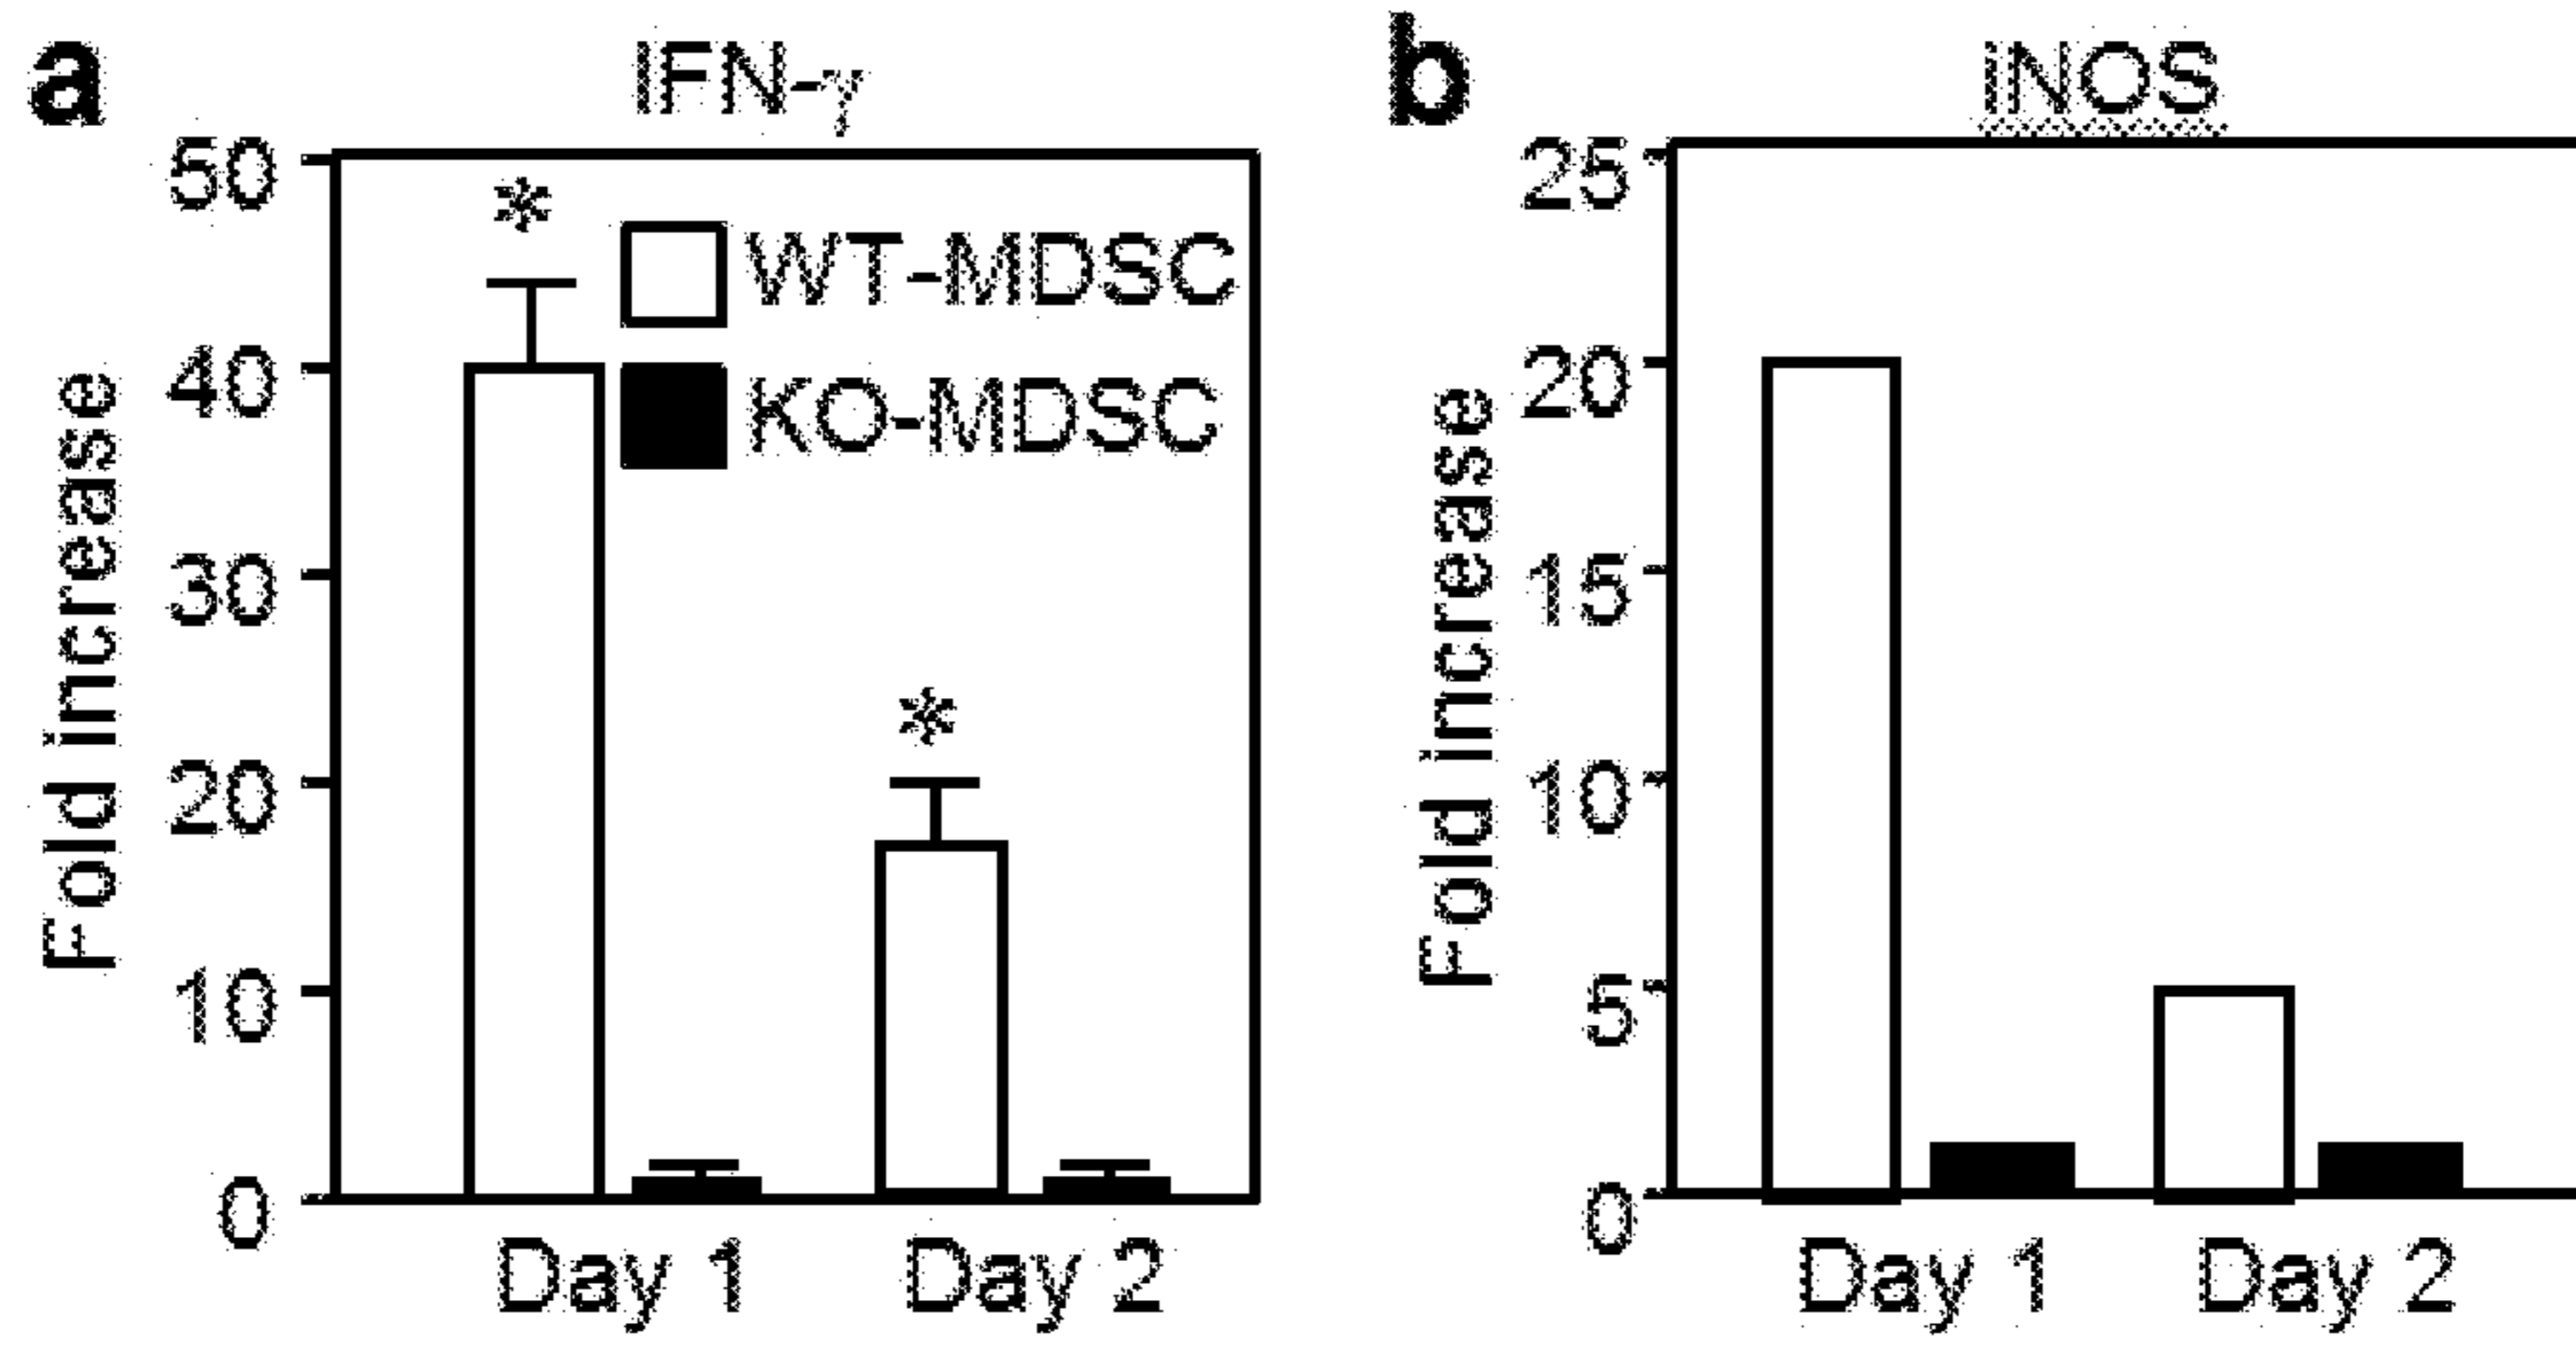 a
IFN-γ
50
40
30
20
10
0
Fold increase
*
*
WT-MDSC
KO-MDSC
Day 1
Day 2
b
iNOS
25
20
15
10
5
0
Fold increase
Day 1
Day 2